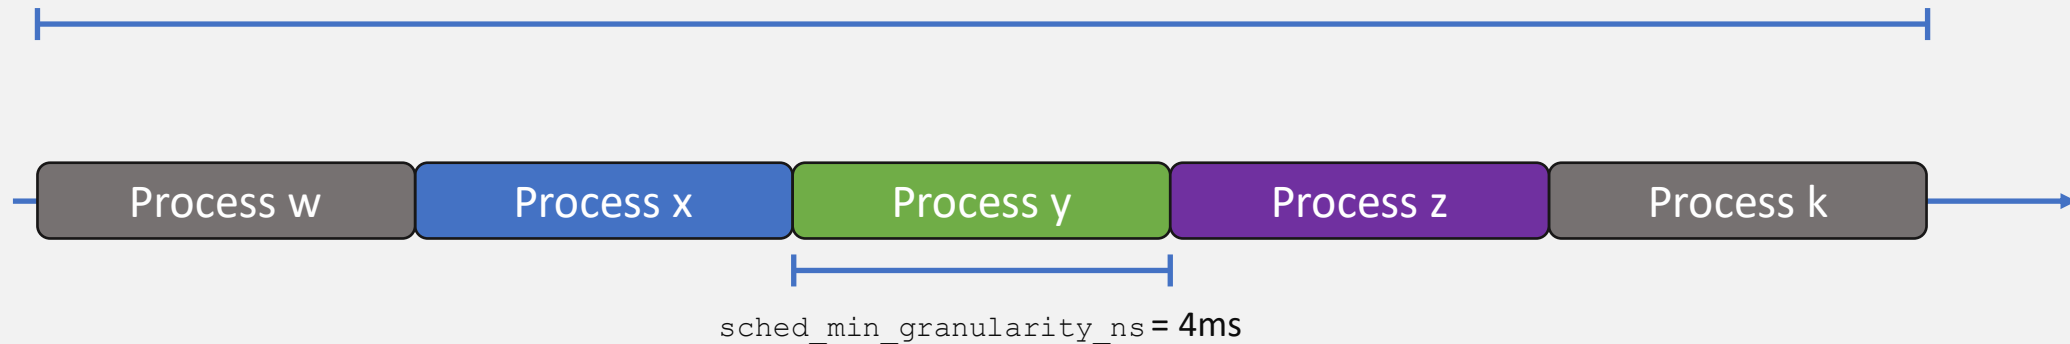 Process w Process x Process y Process z Process k
sched_min_granularity_ns = 4ms